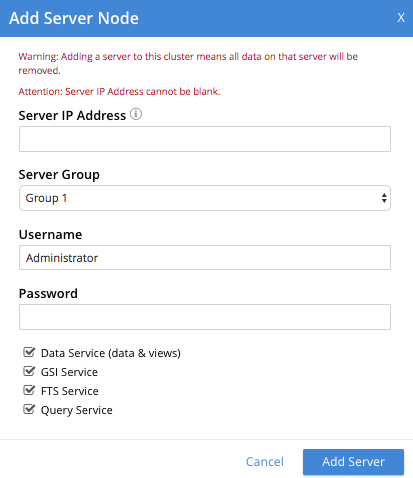 Add Server Node
X
Warning: Adding a server to this cluster means all data on that server will be
removed.
Attention: Server IP Address cannot be blank.
Server IP Address
Server Group
Group 1
Username
Administrator
Password
Data Service (data & views)
GSI Service
FTS Service
Query Service
Cancel
Add Server